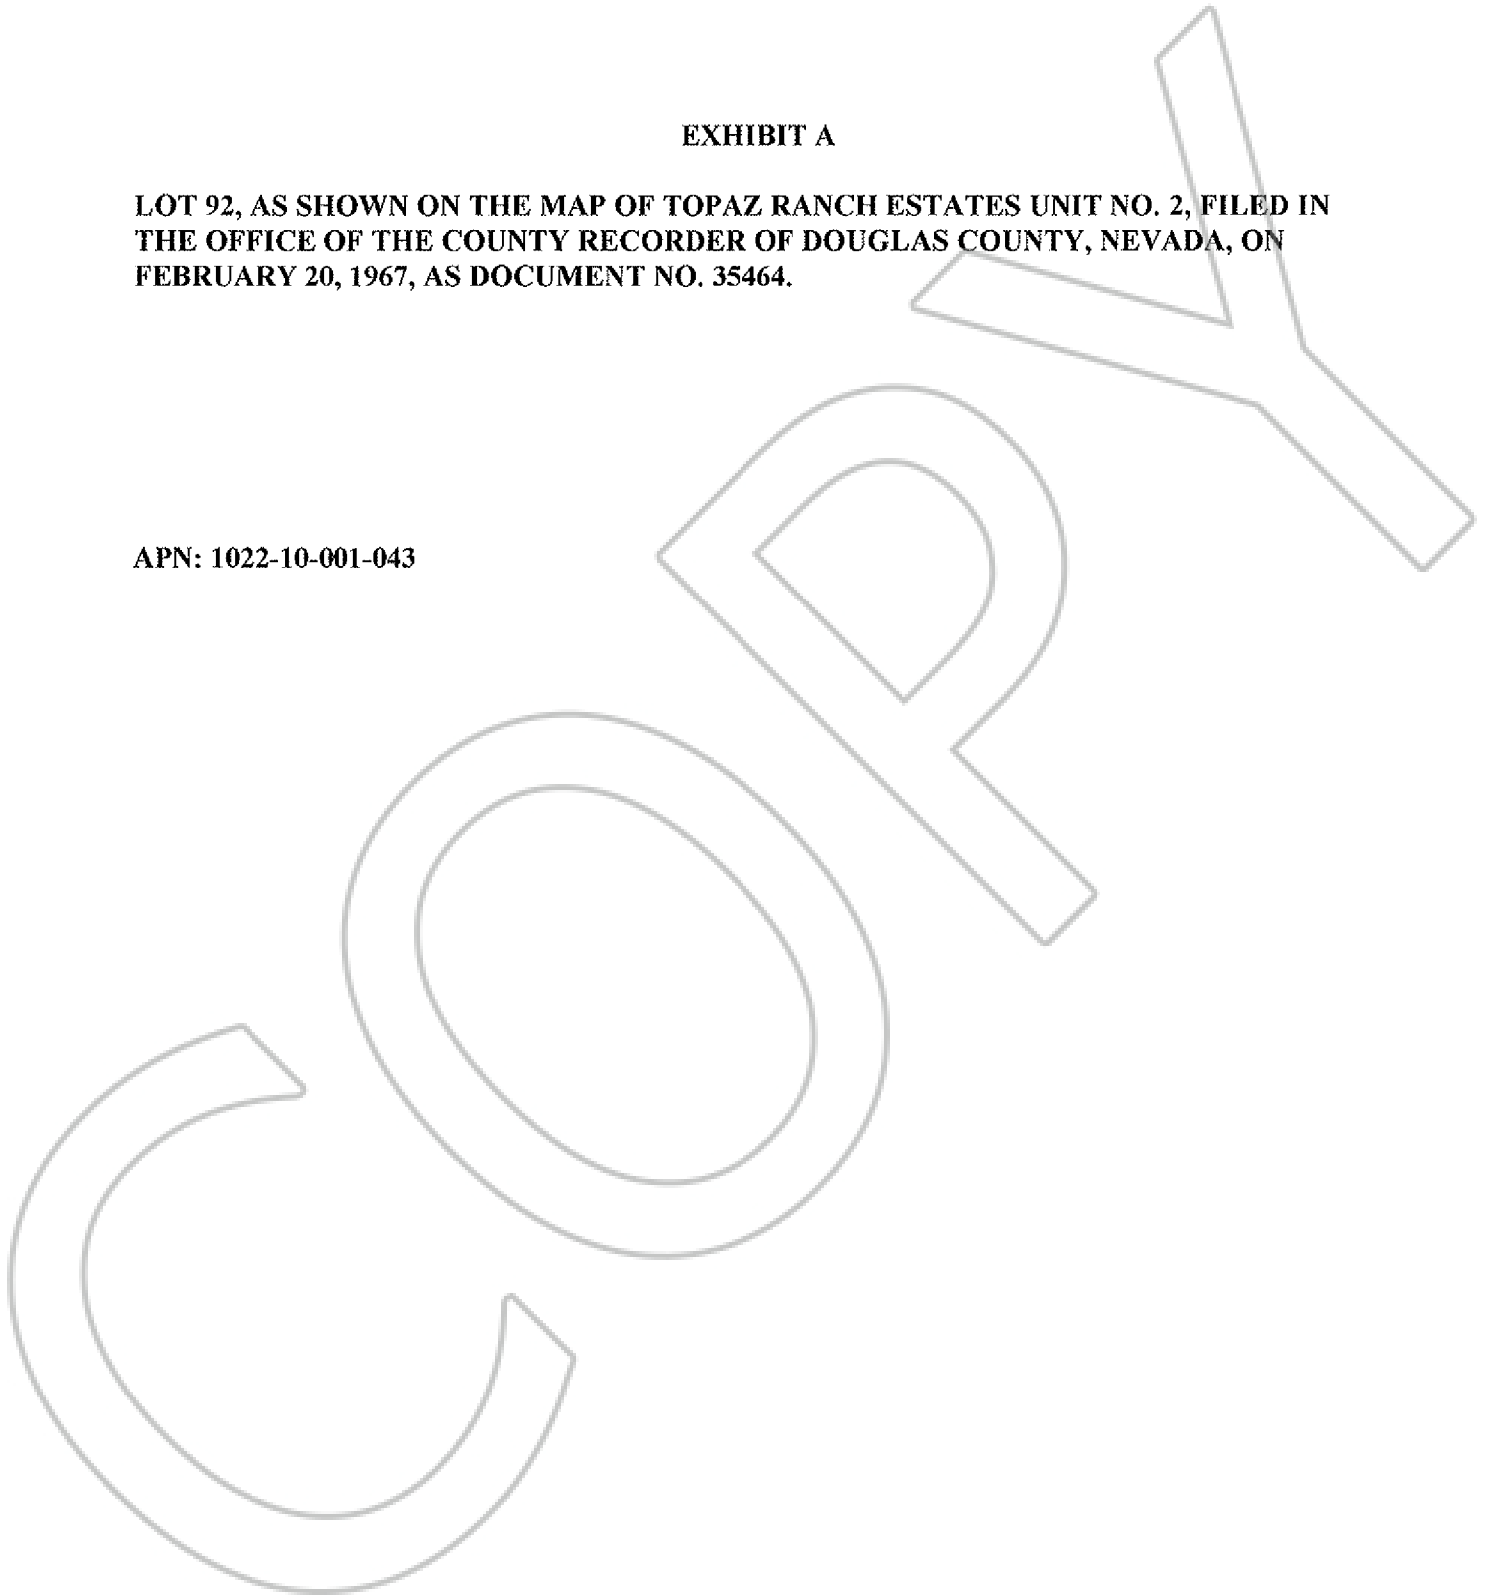 EXHIBIT A
LOT 92, AS SHOWN ON THE MAP OF TOPAZ RANCH ESTATES UNIT NO. 2, FILED IN
THE OFFICE OF THE COUNTY RECORDER OF DOUGLAS COUNTY, NEVADA, ON
FEBRUARY 20, 1967, AS DOCUMENT NO. 35464.
APN: 1022-10-001-043
COPY